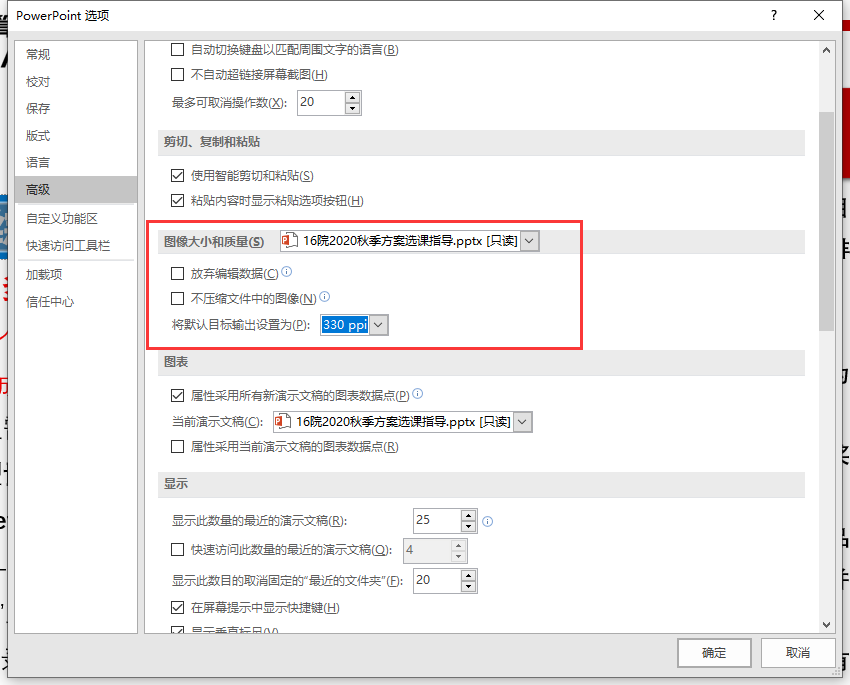 PowerPoint 选项
常规
校对
保存
版式
语言
高级
自定义功能区
快速访问工具栏
加载项
信任中心
自动切换键盘以匹配周围文字的语言(B)
不自动超链接屏幕截图(H)
最多可取消操作数(X): 20
剪切、复制和粘贴
使用智能剪切和粘贴(S)
粘贴内容时显示粘贴选项按钮(H)
图像大小和质量(S) 16院2020秋季方案选课指导.pptx [只读]
放弃编辑数据(C)
不压缩文件中的图像(N)
将默认目标输出设置为(P): 330 ppi
图表
属性采用所有新演示文稿的图表数据点(P)
当前演示文稿(C): 16院2020秋季方案选课指导.pptx [只读]
属性采用当前演示文稿的图表数据点(R)
显示
显示此数量的最近的演示文稿(R): 25
快速访问此数量的最近的演示文稿(Q): 4
显示此数目的取消固定的“最近的文件夹”(F): 20
在屏幕提示中显示快捷键(H)
显示垂直标尺(V)
确定 取消